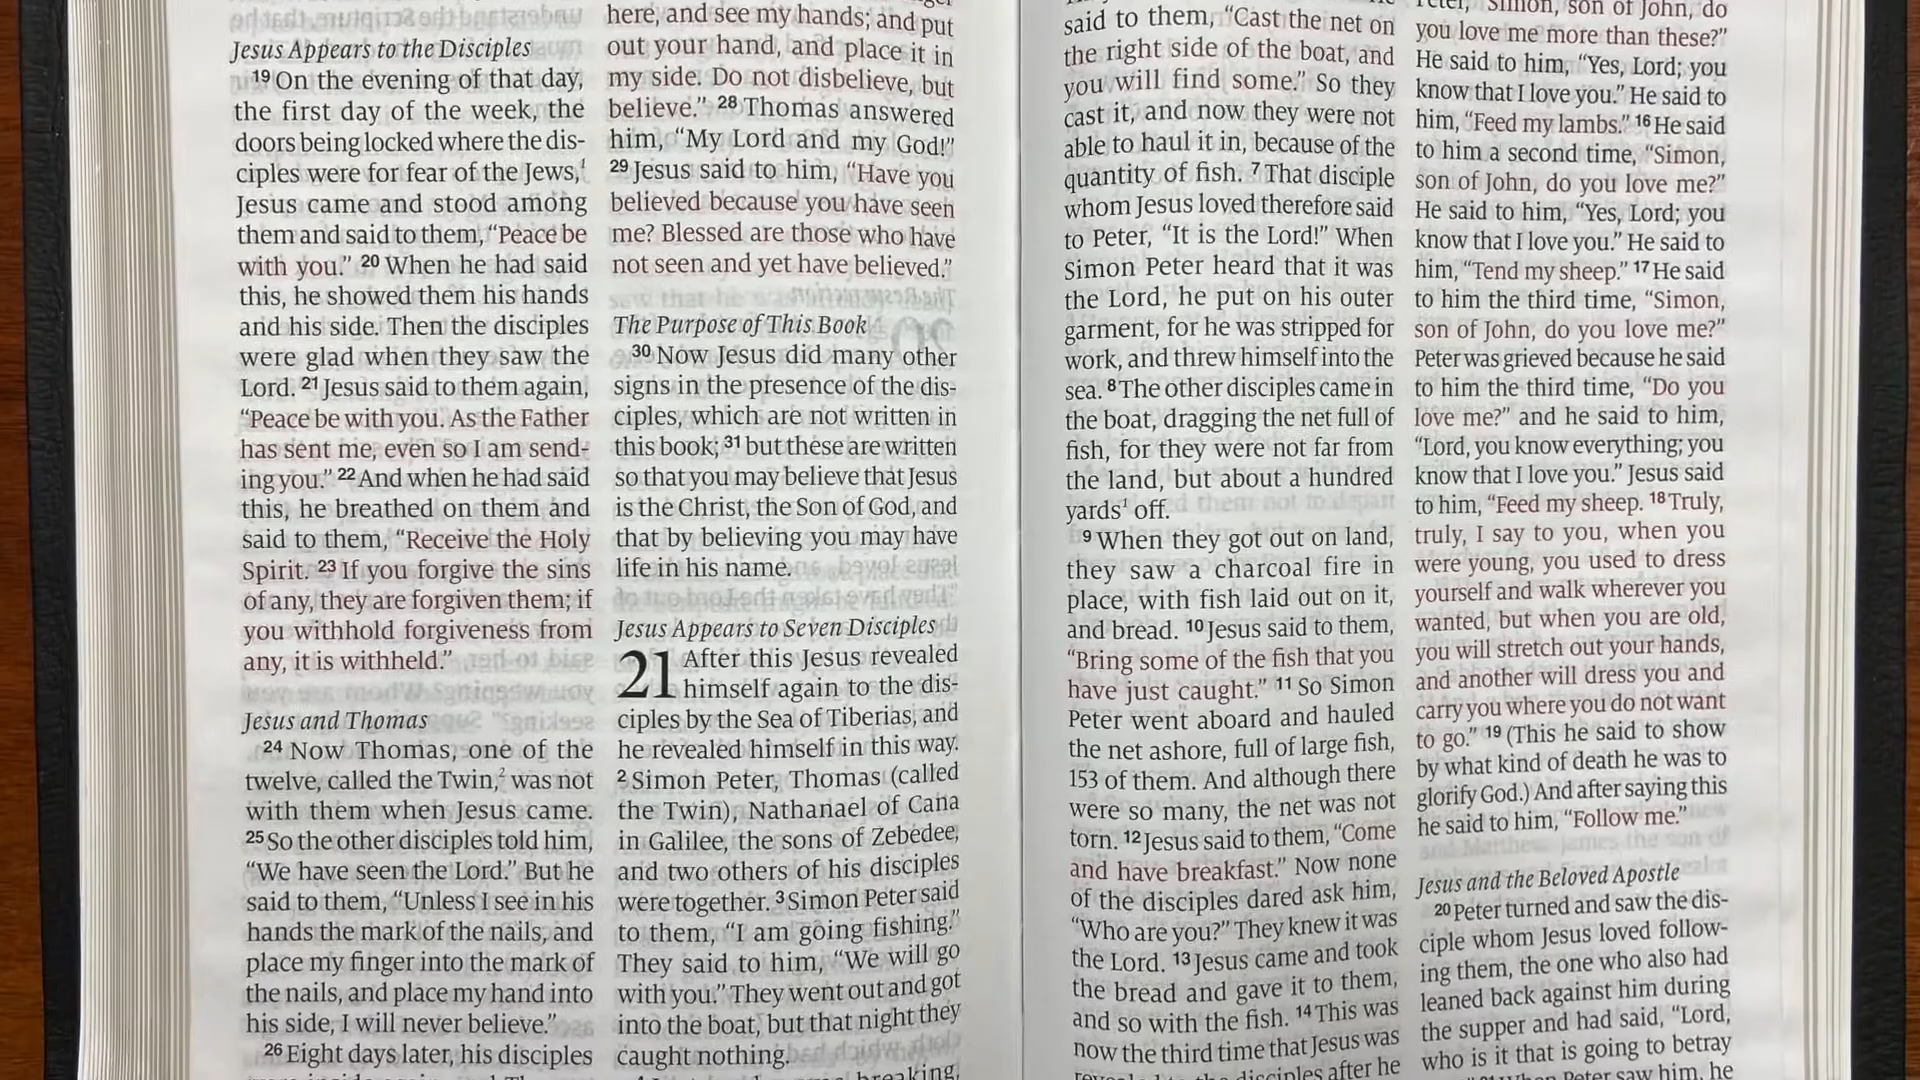 Jesus Appears to the Disciples
19 On the evening of that day,
the first day of the week, the
doors being locked where the dis-
ciples were for fear of the Jews,1
Jesus came and stood among
them and said to them, “Peace be
with you.” 20 When he had said
this, he showed them his hands
and his side. Then the disciples
were glad when they saw the
Lord. 21 Jesus said to them again,
“Peace be with you. As the Father
has sent me, even so I am send-
ing you.” 22 And when he had said
this, he breathed on them and
said to them, “Receive the Holy
Spirit. 23 If you forgive the sins
of any, they are forgiven them; if
you withhold forgiveness from
any, it is withheld.”
Jesus and Thomas
24 Now Thomas, one of the
twelve, called the Twin,2 was not
with them when Jesus came.
25 So the other disciples told him,
“We have seen the Lord.” But he
said to them, “Unless I see in his
hands the mark of the nails, and
place my finger into the mark of
the nails, and place my hand into
his side, I will never believe.”
26 Eight days later, his disciples
here, and see my hands; and put
out your hand, and place it in
my side. Do not disbelieve, but
believe.” 28 Thomas answered
him, “My Lord and my God!”
29 Jesus said to him, “Have you
believed because you have seen
me? Blessed are those who have
not seen and yet have believed.”
The Purpose of This Book
30 Now Jesus did many other
signs in the presence of the dis-
ciples, which are not written in
this book; 31 but these are written
so that you may believe that Jesus
is the Christ, the Son of God, and
that by believing you may have
life in his name.
Jesus Appears to Seven Disciples
21 After this Jesus revealed
himself again to the dis-
ciples by the Sea of Tiberias, and
he revealed himself in this way.
2 Simon Peter, Thomas (called
the Twin), Nathanael of Cana
in Galilee, the sons of Zebedee,
and two others of his disciples
were together. 3 Simon Peter said
to them, “I am going fishing.”
They said to him, “We will go
with you.” They went out and got
into the boat, but that night they
caught nothing.
breaking,
said to them, “Cast the net on
the right side of the boat, and
you will find some.” So they
cast it, and now they were not
able to haul it in, because of the
quantity of fish. 7 That disciple
whom Jesus loved therefore said
to Peter, “It is the Lord!” When
Simon Peter heard that it was
the Lord, he put on his outer
garment, for he was stripped for
work, and threw himself into the
sea. 8 The other disciples came in
the boat, dragging the net full of
fish, for they were not far from
the land, but about a hundred
yards1 off.
9 When they got out on land,
they saw a charcoal fire in
place, with fish laid out on it,
and bread. 10 Jesus said to them,
“Bring some of the fish that you
have just caught.” 11 So Simon
Peter went aboard and hauled
the net ashore, full of large fish,
153 of them. And although there
were so many, the net was not
torn. 12 Jesus said to them, “Come
and have breakfast.” Now none
of the disciples dared ask him,
“Who are you?” They knew it was
the Lord. 13 Jesus came and took
the bread and gave it to them,
and so with the fish. 14 This was
now the third time that Jesus was
disciples after he
Peter, “Simon, son of John, do
you love me more than these?”
He said to him, “Yes, Lord; you
know that I love you.” He said to
him, “Feed my lambs.” 16 He said
to him a second time, “Simon,
son of John, do you love me?”
He said to him, “Yes, Lord; you
know that I love you.” He said to
him, “Tend my sheep.” 17 He said
to him the third time, “Simon,
son of John, do you love me?”
Peter was grieved because he said
to him the third time, “Do you
love me?” and he said to him,
“Lord, you know everything; you
know that I love you.” Jesus said
to him, “Feed my sheep. 18 Truly,
truly, I say to you, when you
were young, you used to dress
yourself and walk wherever you
wanted, but when you are old,
you will stretch out your hands,
and another will dress you and
carry you where you do not want
to go.” 19 (This he said to show
by what kind of death he was to
glorify God.) And after saying this
he said to him, “Follow me.”
Jesus and the Beloved Apostle
20 Peter turned and saw the dis-
ciple whom Jesus loved follow-
ing them, the one who also had
leaned back against him during
the supper and had said, “Lord,
who is it that is going to betray
Peter saw him, he